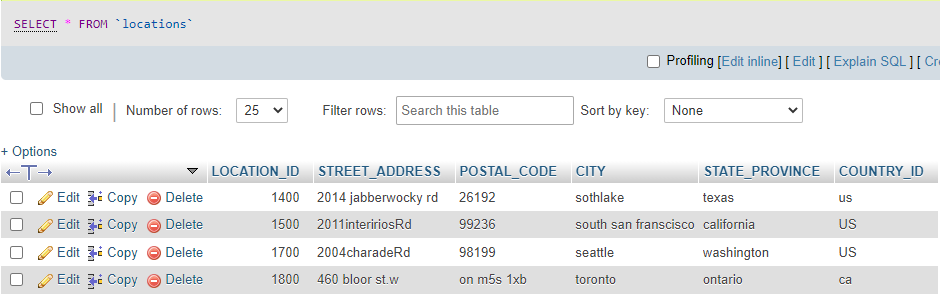 SELECT * FROM `locations`
Profiling [Edit inline] [ Edit ] [ Explain SQL ] [ Cr
Show all Number of rows: 25 Filter rows: Search this table Sort by key: None
+ Options
LOCATION_ID STREET_ADDRESS POSTAL_CODE CITY STATE_PROVINCE COUNTRY_ID
Edit Copy Delete 1400 2014 jabberwocky rd 26192 sothlake texas us
Edit Copy Delete 1500 2011inteririosRd 99236 south san franscisco california US
Edit Copy Delete 1700 2004charadeRd 98199 seattle washington US
Edit Copy Delete 1800 460 bloor st.w on m5s 1xb toronto ontario ca